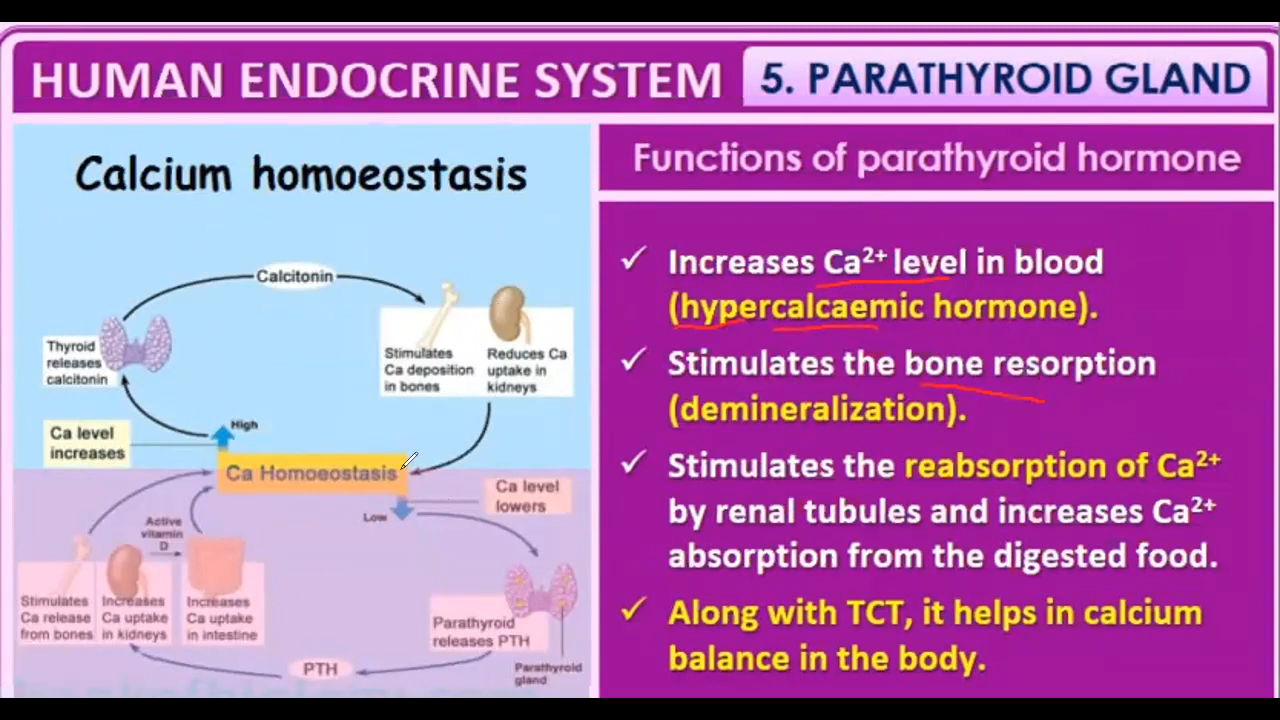 HUMAN ENDOCRINE SYSTEM
5. PARATHYROID GLAND
Calcium homoeostasis
Calcitonin
Thyroid
releases
calcitonin
Stimulates
Ca deposition
in bones
Reduces Ca
uptake in
kidneys
High
Ca level
increases
Ca Homoeostasis
Ca level
lowers
Low
Active
vitamin
D
Stimulates
Ca release
from bones
Increases
Ca uptake
in kidneys
Increases
Ca uptake
in intestine
Parathyroid
releases PTH
Parathyroid
gland
PTH
Functions of parathyroid hormone
✓ Increases Ca²⁺ level in blood
(hypercalcaemic hormone).
✓ Stimulates the bone resorption
(demineralization).
✓ Stimulates the reabsorption of Ca²⁺
by renal tubules and increases Ca²⁺
absorption from the digested food.
✓ Along with TCT, it helps in calcium
balance in the body.